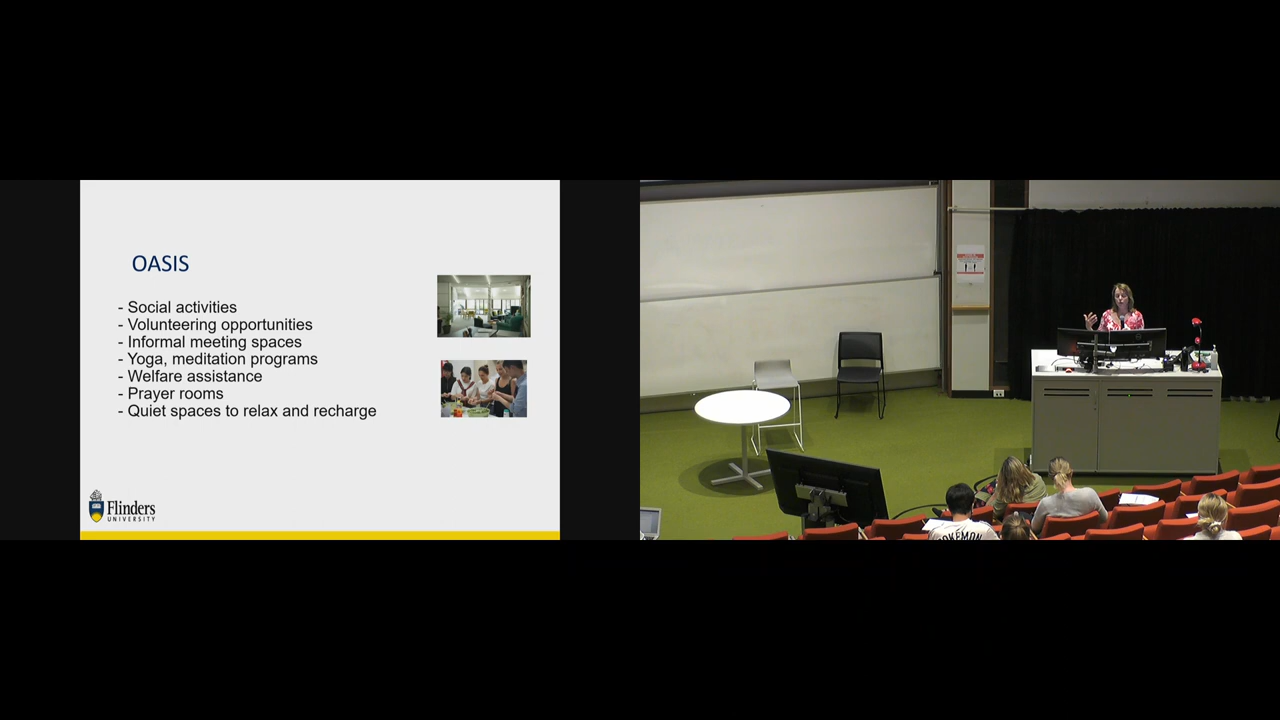 OASIS
- Social activities
- Volunteering opportunities
- Informal meeting spaces
- Yoga, meditation programs
- Welfare assistance
- Prayer rooms
- Quiet spaces to relax and recharge
Flinders
UNIVERSITY
POKEMON